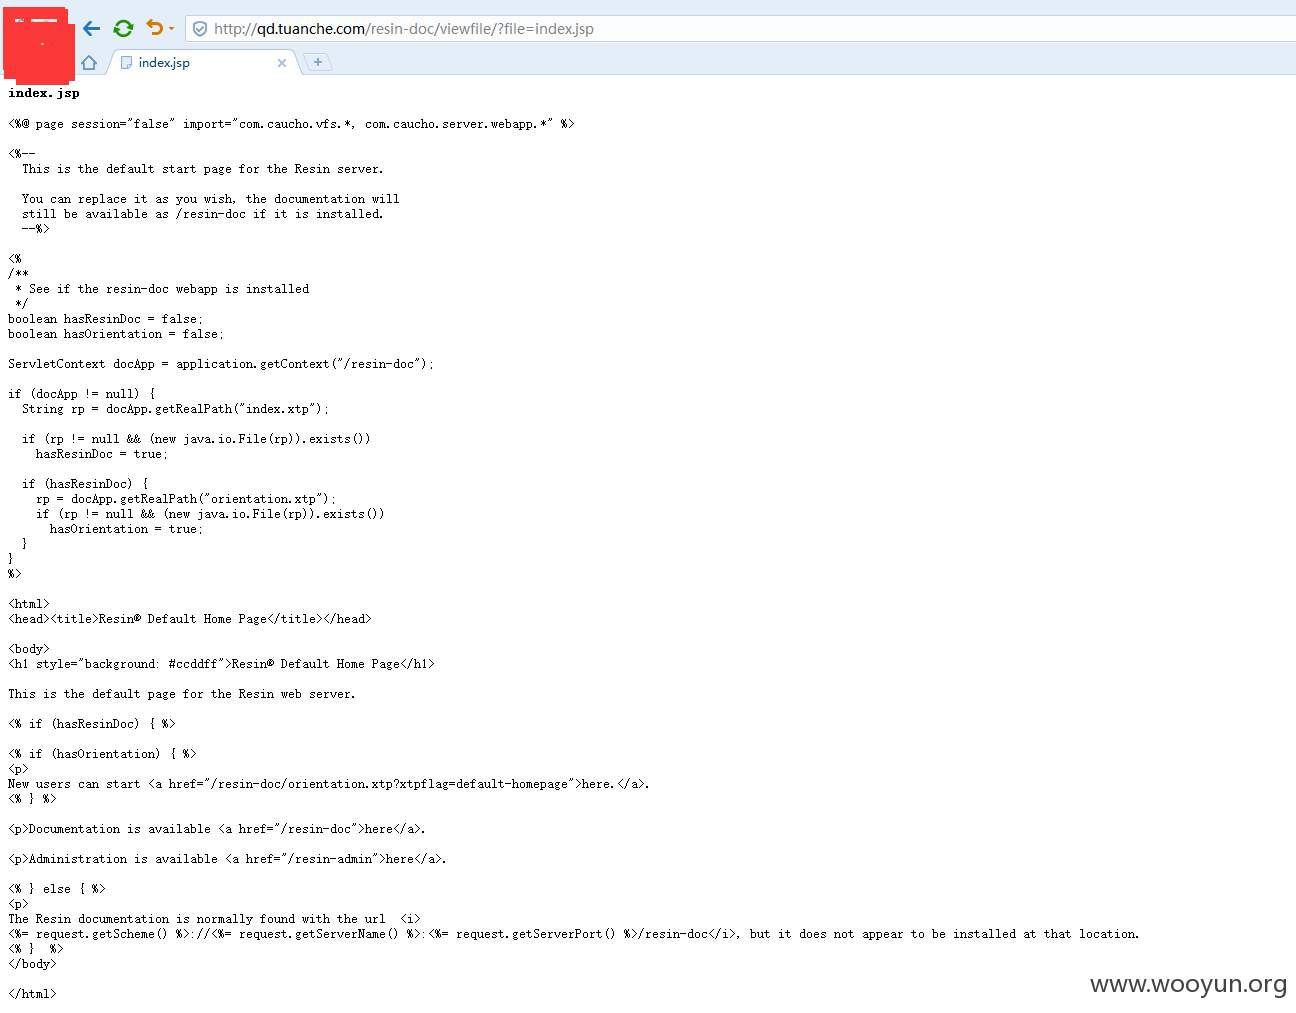 http://qd.tuanche.com/resin-doc/viewfile/?file=index.jsp
index.jsp
index.jsp
<%@ page session="false" import="com.caucho.vfs.*, com.caucho.server.webapp.*" %>
<%--
This is the default start page for the Resin server.
You can replace it as you wish, the documentation will
still be available as /resin-doc if it is installed.
--%>
<%
/**
* See if the resin-doc webapp is installed
*/
boolean hasResinDoc = false;
boolean hasOrientation = false;
ServletContext docApp = application.getContext("/resin-doc");
if (docApp != null) {
String rp = docApp.getRealPath("index.xtp");
if (rp != null && (new java.io.File(rp)).exists())
hasResinDoc = true;
if (hasResinDoc) {
rp = docApp.getRealPath("orientation.xtp");
if (rp != null && (new java.io.File(rp)).exists())
hasOrientation = true;
}
}
%>
<html>
<head><title>Resin® Default Home Page</title></head>
<body>
<h1 style="background: #ccddff">Resin® Default Home Page</h1>
This is the default page for the Resin web server.
<% if (hasResinDoc) { %>
<% if (hasOrientation) { %>
<p>
New users can start <a href="/resin-doc/orientation.xtp?xtpflag=default-homepage">here.</a>.
<% } %>
<p>Documentation is available <a href="/resin-doc">here</a>.
<p>Administration is available <a href="/resin-admin">here</a>.
<% } else { %>
<p>
The Resin documentation is normally found with the url  <i>
<%= request.getScheme() %>://<%= request.getServerName() %>:<%= request.getServerPort() %>/resin-doc</i>, but it does not appear to be installed at that location.
<% }  %>
</body>
</html>
www.wooyun.org